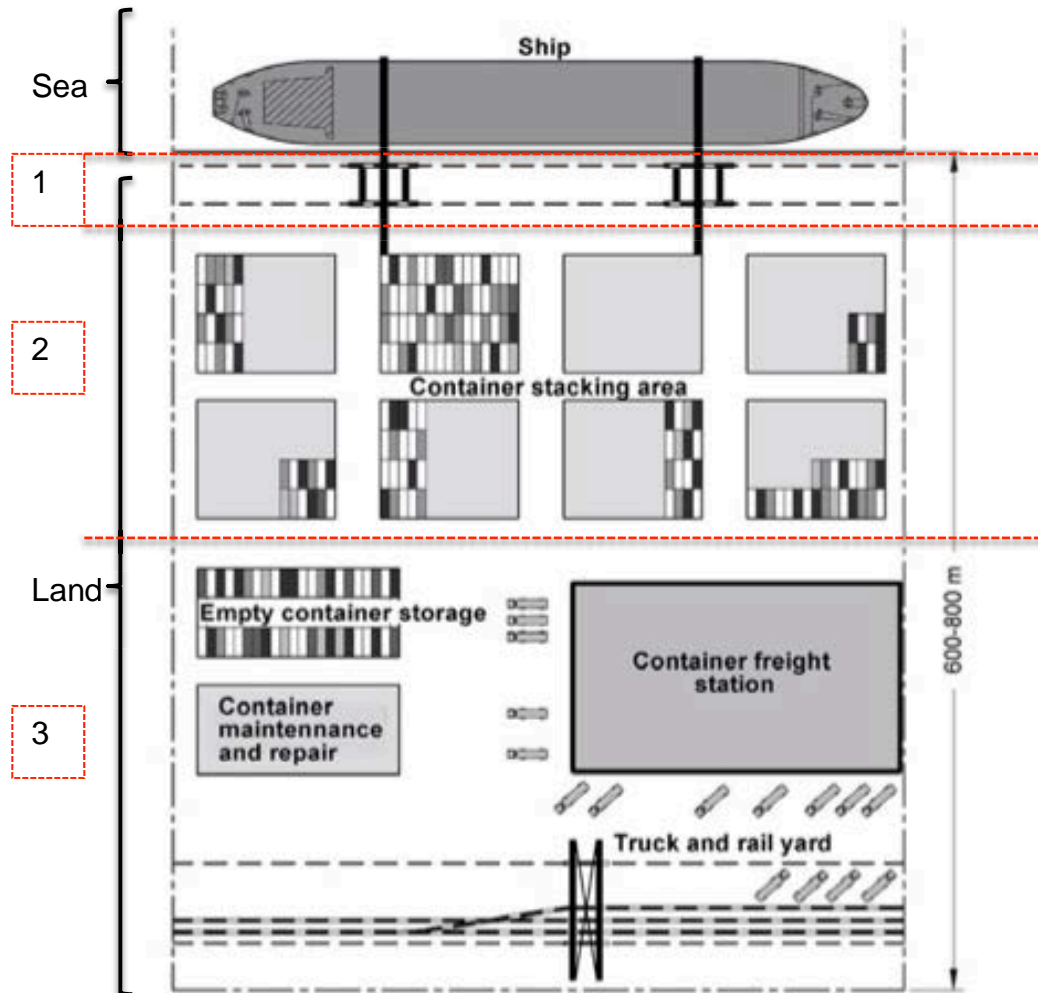 Ship
Sea
1
2
Container stacking area
Land
Empty container storage
Container freight
station
600-800 m
Container
maintennance
and repair
3
Truck and rail yard